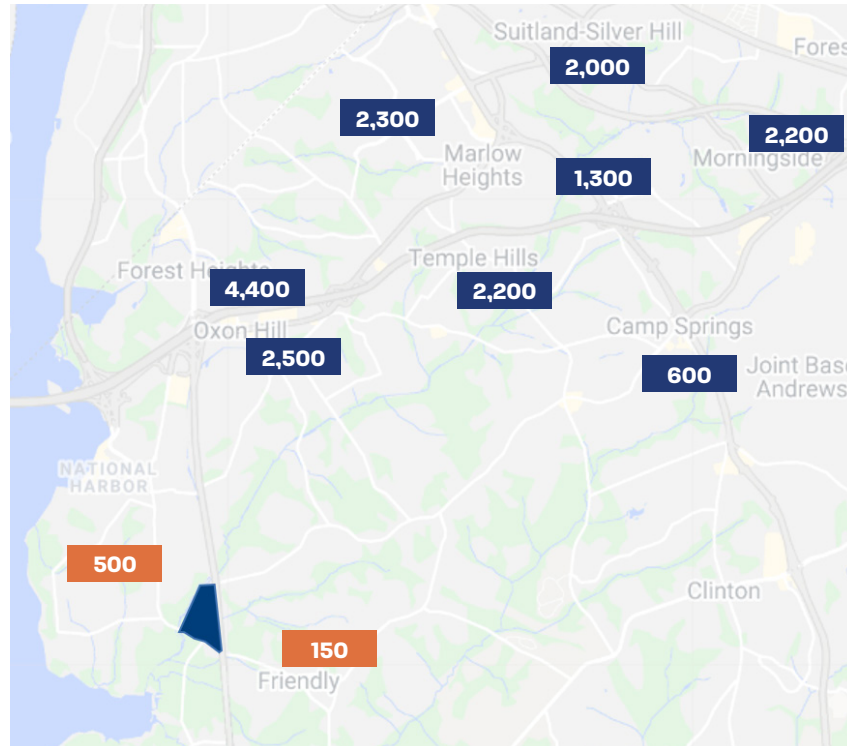 Suitland-Silver Hill
Fores
2,000
2,300
2,200
Marlow
Heights
Morningside
1,300
Temple Hills
Forest Heights
4,400
2,200
Oxon Hill
Camp Springs
2,500
600
Joint Base
Andrews
NATIONAL
HARBOR
500
Clinton
150
Friendly